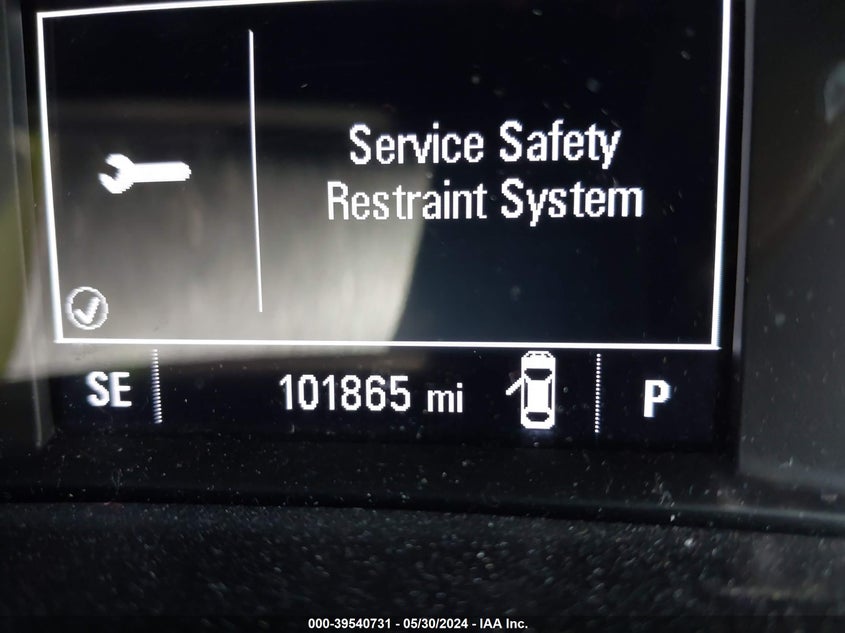 Service Safety
Restraint System
SE 101865 mi P
000-39540731 - 05/30/2024 - IAA Inc.